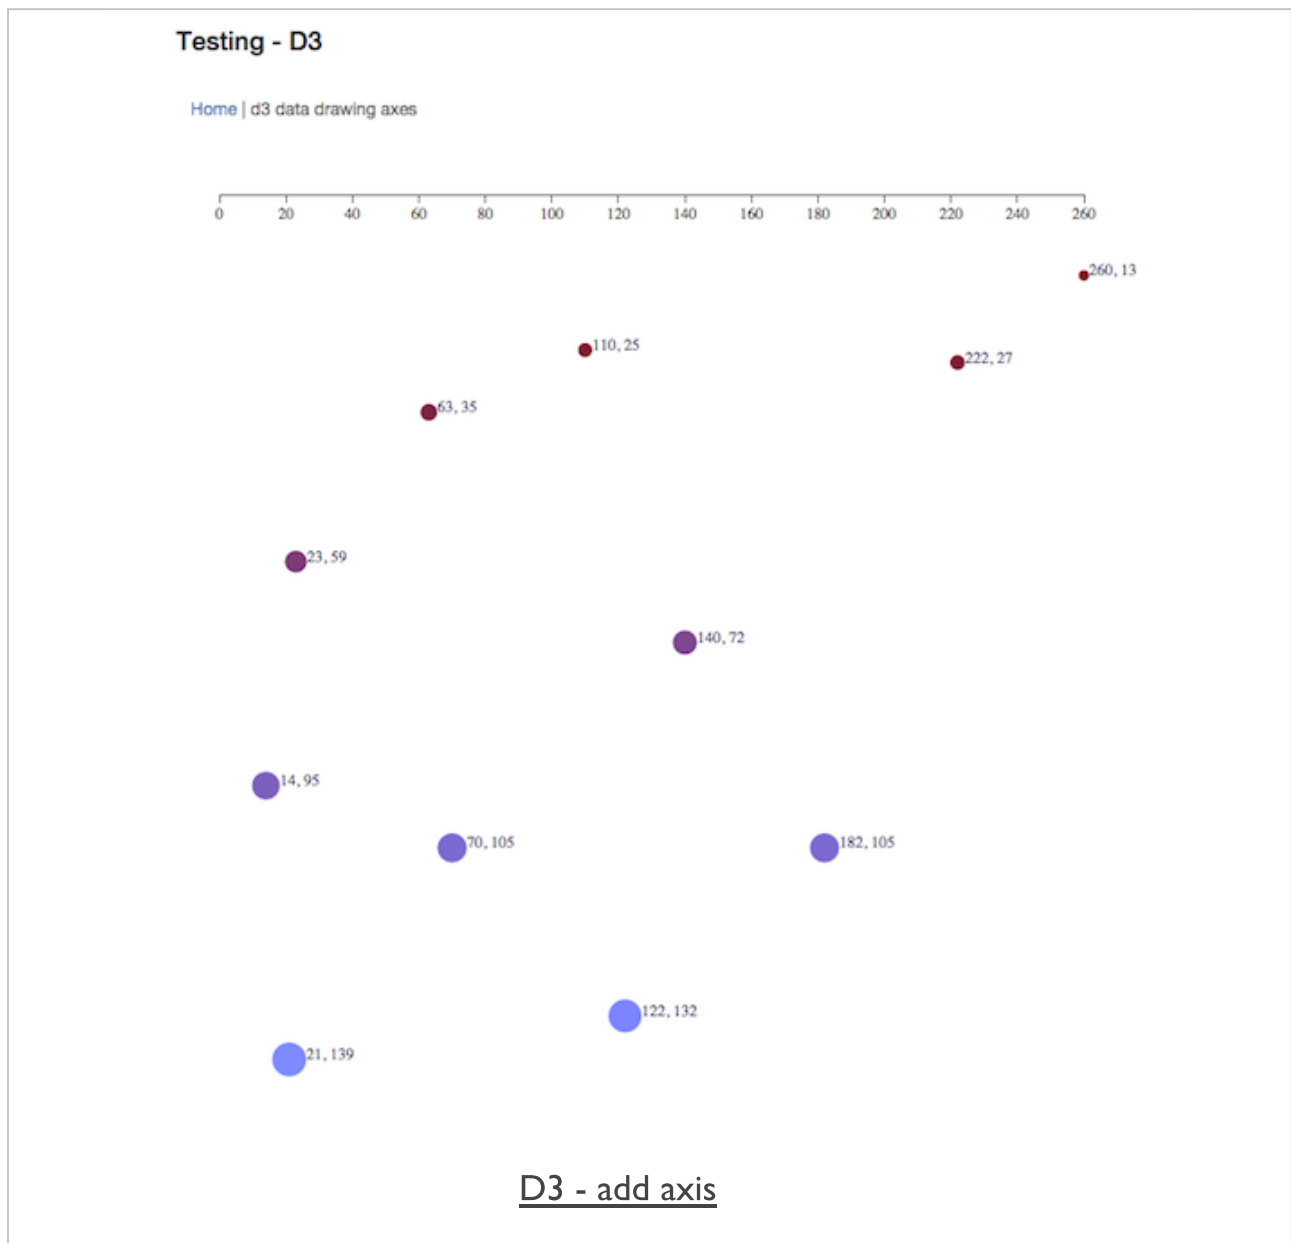 Testing - D3
Home | d3 data drawing axes
0 20 40 60 80 100 120 140 160 180 200 220 240 260
260, 13
110, 25
222, 27
63, 35
23, 59
140, 72
14, 95
70, 105 182, 105
122, 132
21, 139
D3 - add axis